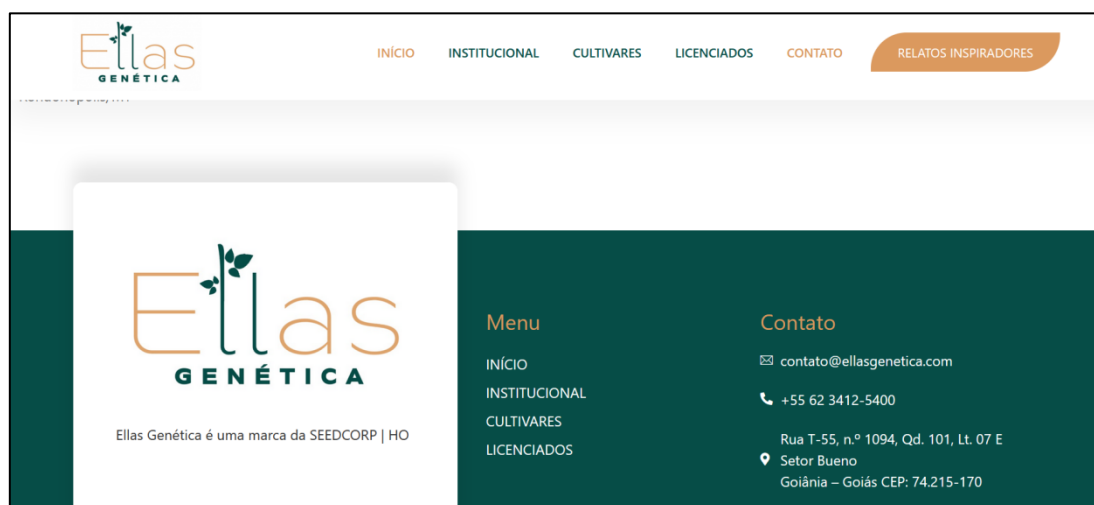 Ellas
GENÉTICA
INÍCIO
INSTITUCIONAL
CULTIVARES
LICENCIADOS
CONTATO
RELATOS INSPIRADORES
Ellas
GENÉTICA
Ellas Genética é uma marca da SEEDCORP | HO
Menu
INÍCIO
INSTITUCIONAL
CULTIVARES
LICENCIADOS
Contato
contato@ellasgenetica.com
+55 62 3412-5400
Rua T-55, n.º 1094, Qd. 101, Lt. 07 E
Setor Bueno
Goiânia – Goiás CEP: 74.215-170